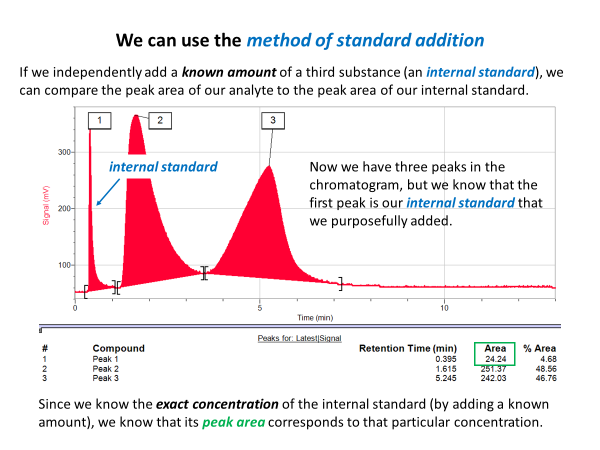 We can use the method of standard addition
If we independently add a known amount of a third substance (an internal standard), we
can compare the peak area of our analyte to the peak area of our internal standard.
1
2
3
300
200
100
Signal (mV)
internal standard
Now we have three peaks in the
chromatogram, but we know that the
first peak is our internal standard that
we purposefully added.
0
5
10
Time (min)
Peaks for: Latest|Signal
# Compound Retention Time (min) Area % Area
1 Peak 1 0.395 24.24 4.68
2 Peak 2 1.615 251.37 48.56
3 Peak 3 5.245 242.03 46.76
Since we know the exact concentration of the internal standard (by adding a known
amount), we know that its peak area corresponds to that particular concentration.